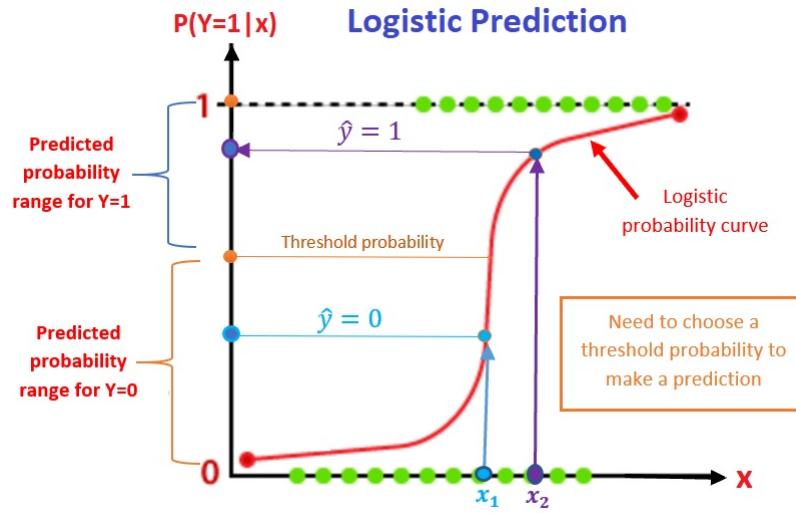 P(Y=1|x)
Logistic Prediction
1
Predicted
probability
range for Y=1
ŷ = 1
Logistic
probability curve
Threshold probability
Predicted
probability
range for Y=0
ŷ = 0
Need to choose a
threshold probability to
make a prediction
0
x₁
x₂
X